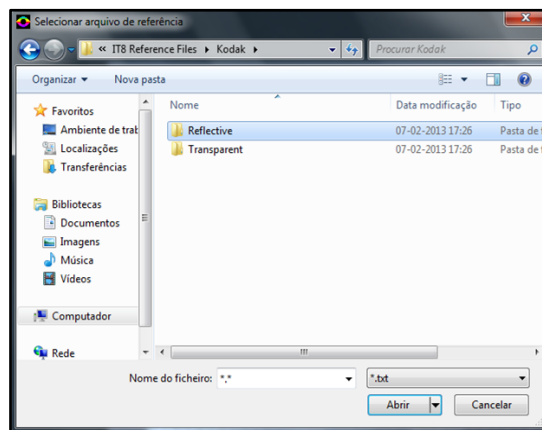 Selecionar arquivo de referência
« IT8 Reference Files Kodak
Procurar Kodak
Organizar Nova pasta
Favoritos
Ambiente de trab
Localizações
Transferências
Bibliotecas
Documentos
Imagens
Música
Vídeos
Computador
Rede
Nome Data modificação Tipo
Reflective 07-02-2013 17:26 Pasta de f
Transparent 07-02-2013 17:26 Pasta de f
Nome do ficheiro: *.* *.txt
Abrir Cancelar